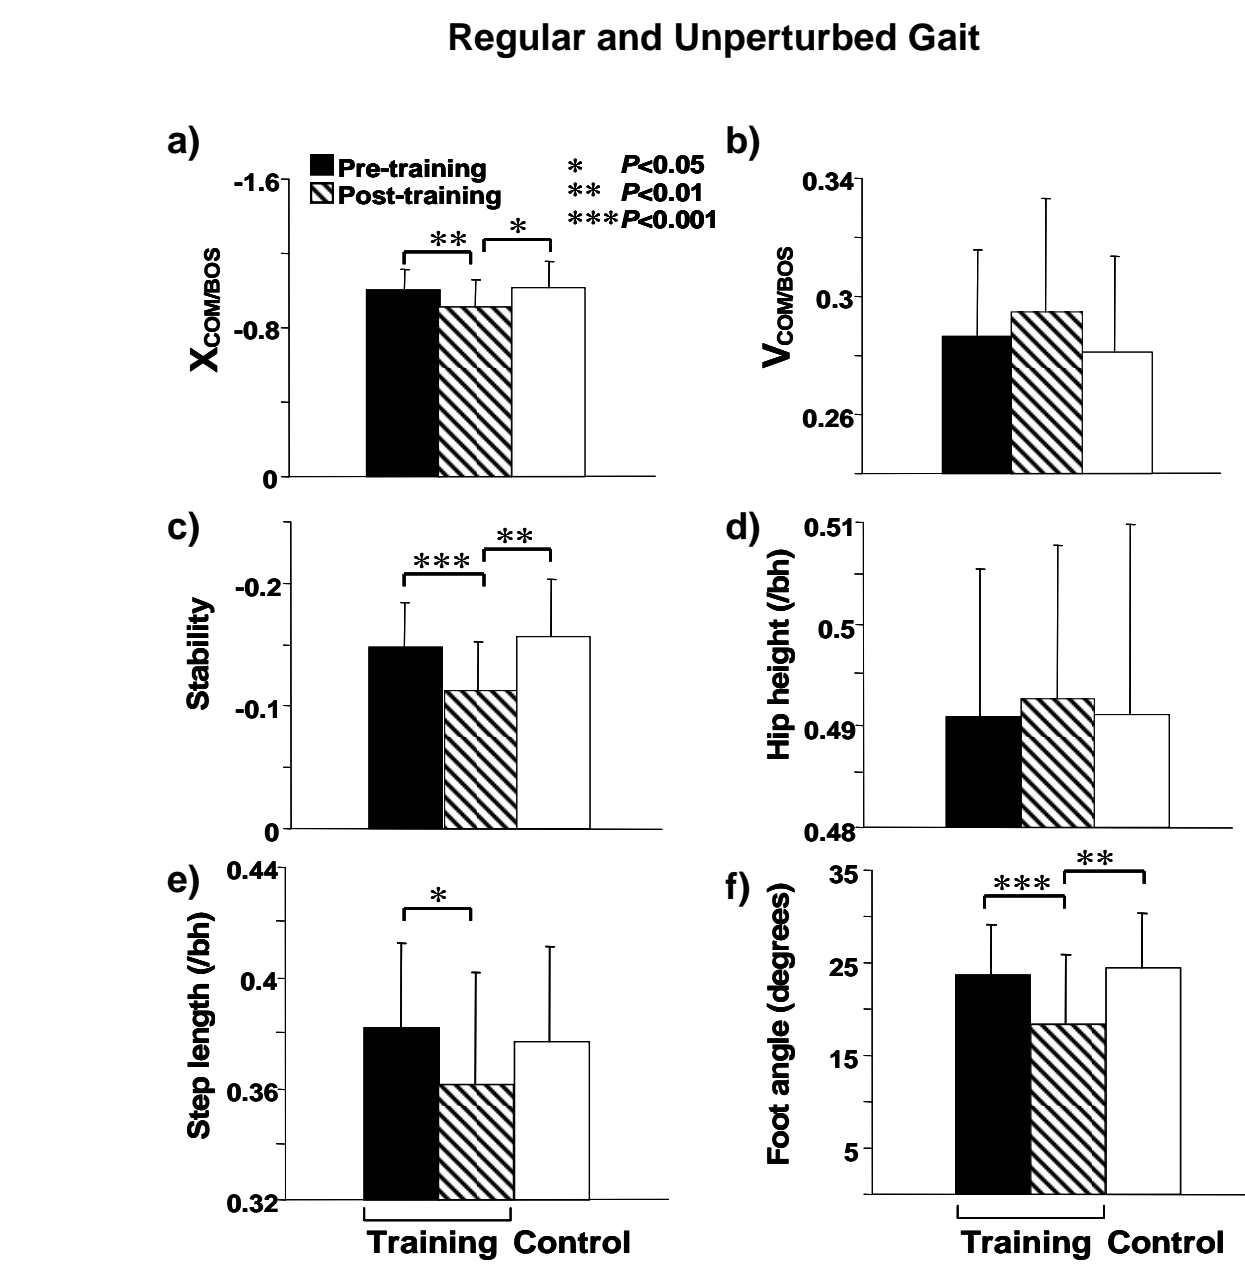 Regular and Unperturbed Gait
a)
Pre-training
Post-training
* P<0.05
** P<0.01
*** P<0.001
-1.6
-0.8
0
XCOM/BOS
**
*
b)
0.34
0.3
0.26
VCOM/BOS
c)
-0.2
-0.1
0
Stability
***
**
d)
0.51
0.5
0.49
0.48
Hip height (/bh)
e)
0.44
0.4
0.36
0.32
Step length (/bh)
*
Training Control
f)
35
25
15
5
Foot angle (degrees)
***
**
Training Control